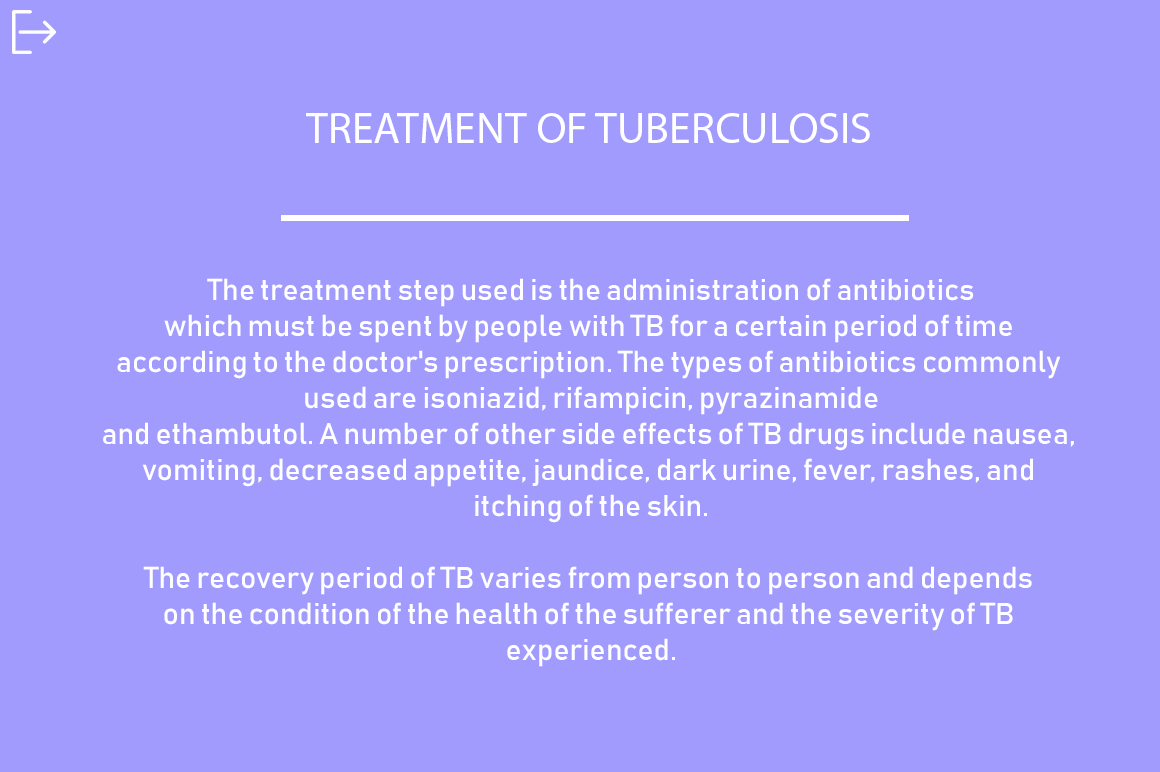 TREATMENT OF TUBERCULOSIS
The treatment step used is the administration of antibiotics
which must be spent by people with TB for a certain period of time
according to the doctor's prescription. The types of antibiotics commonly
used are isoniazid, rifampicin, pyrazinamide
and ethambutol. A number of other side effects of TB drugs include nausea,
vomiting, decreased appetite, jaundice, dark urine, fever, rashes, and
itching of the skin.
The recovery period of TB varies from person to person and depends
on the condition of the health of the sufferer and the severity of TB
experienced.